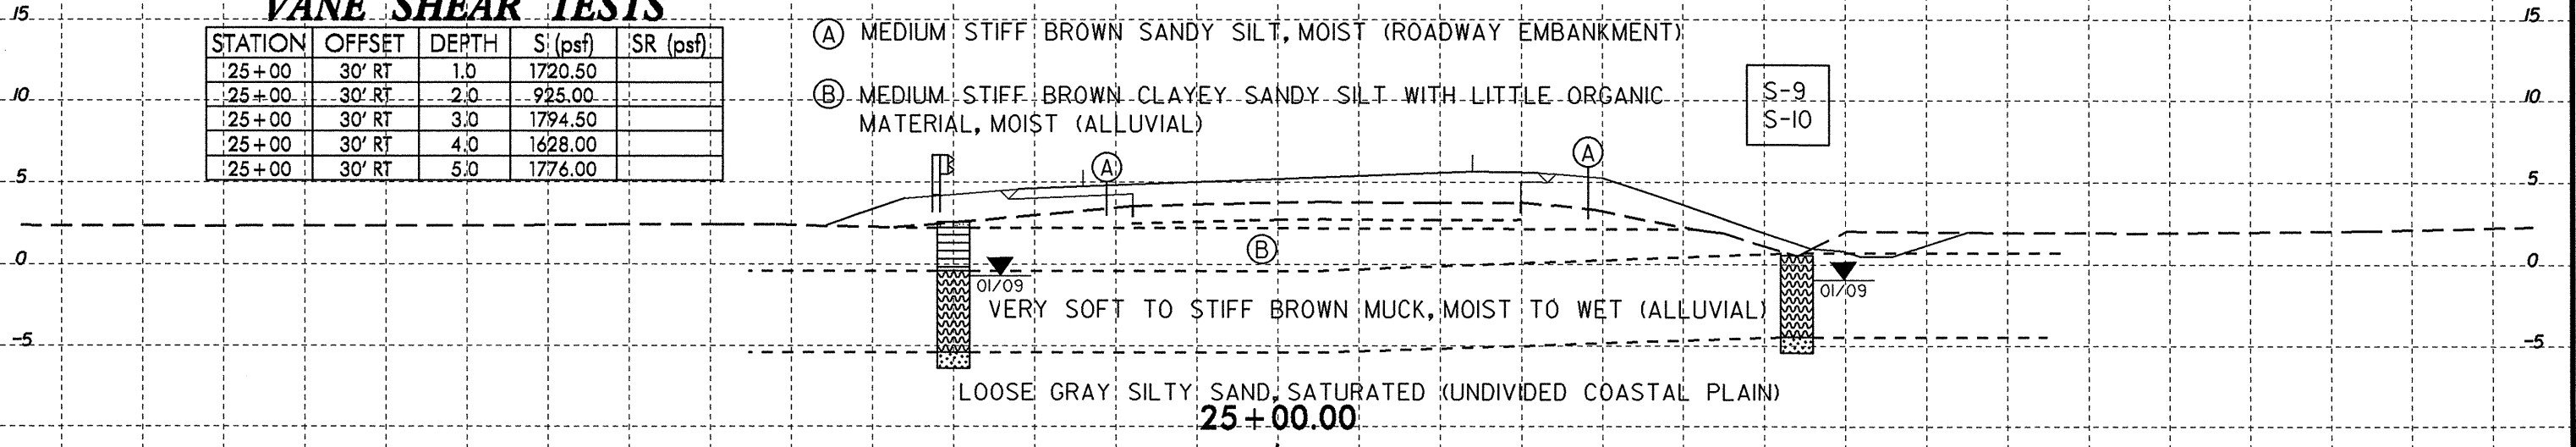 VANE SHEAR TESTS
STATION OFFSET DEPTH S (psf) SR (psf)
25+00 30' RT 1.0 1720.50
25+00 30' RT 2.0 925.00
25+00 30' RT 3.0 1794.50
25+00 30' RT 4.0 1628.00
25+00 30' RT 5.0 1776.00
A MEDIUM STIFF BROWN SANDY SILT, MOIST (ROADWAY EMBANKMENT)
B MEDIUM STIFF BROWN CLAYEY SANDY SILT WITH LITTLE ORGANIC
MATERIAL, MOIST (ALLUVIAL)
S-9
S-10
15
15
10
10
5
5
0
0
-5
-5
A
A
B
01/09
01/09
VERY SOFT TO STIFF BROWN MUCK, MOIST TO WET (ALLUVIAL)
LOOSE GRAY SILTY SAND, SATURATED (UNDIVIDED COASTAL PLAIN)
25+00.00